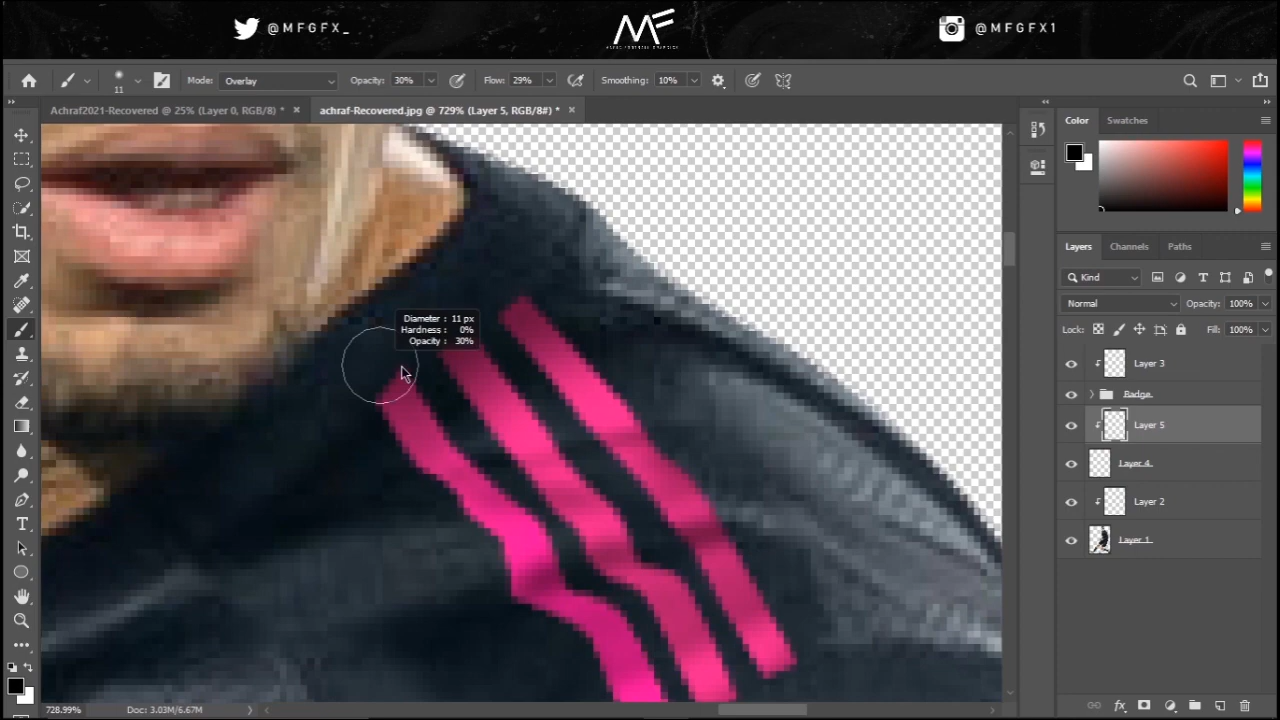 @MFGFX_
MF
@MFGFX1
11
Mode: Overlay
Opacity: 30%
Flow: 29%
Smoothing: 10%
Achraf2021-Recovered @ 25% (Layer 0, RGB/8) *
achraf-Recovered.jpg @ 729% (Layer 5, RGB/8#) *
Color
Swatches
Diameter : 11 px
Hardness : 0%
Opacity : 30%
Layers
Channels
Paths
Kind
Normal
Opacity: 100%
Lock:
Fill: 100%
Layer 3
Badge
Layer 5
Layer 4
Layer 2
Layer 1
728.99%
Doc: 3.03M/6.67M